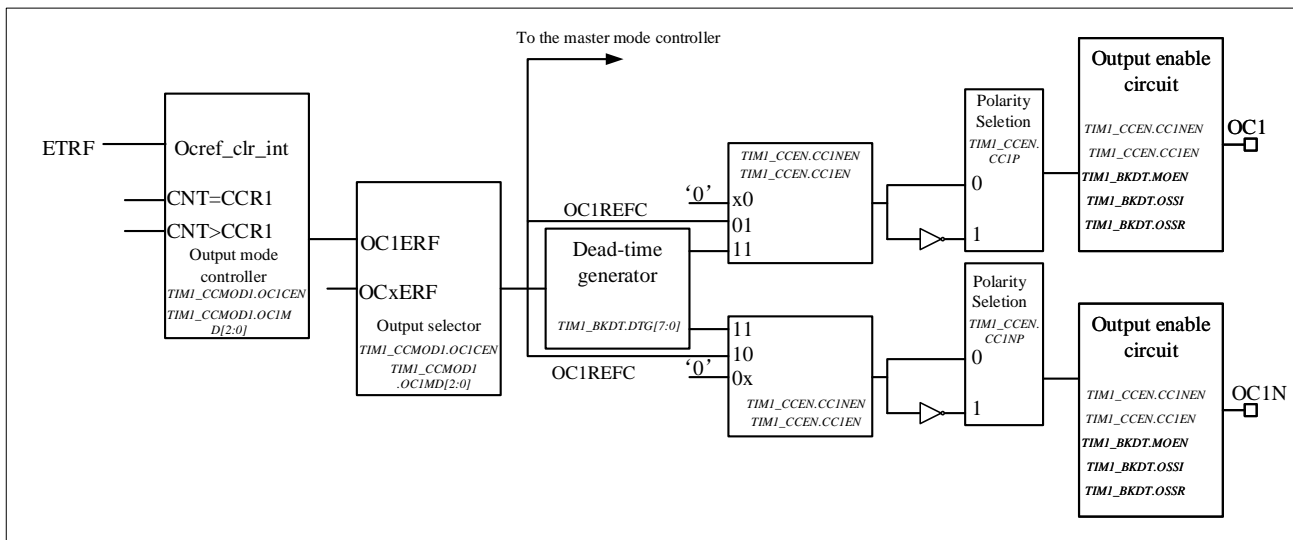 To the master mode controller
ETRF
Ocref_clr_int
CNT=CCR1
CNT>CCR1
Output mode
controller
TIM1_CCMOD1.OC1CEN
TIM1_CCMOD1.OC1M
D[2:0]
OC1ERF
OCxERF
Output selector
TIM1_CCMOD1.OC1CEN
TIM1_CCMOD1
.OC1MD[2:0]
OC1REFC
Dead-time
generator
TIM1_BKDT.DTG[7:0]
OC1REFC
TIM1_CCEN.CC1NEN
TIM1_CCEN.CC1EN
‘0’
x0
01
11
11
10
‘0’
0x
TIM1_CCEN.CC1NEN
TIM1_CCEN.CC1EN
Polarity
Seletion
TIM1_CCEN.
CC1P
0
1
Polarity
Seletion
TIM1_CCEN.
CC1NP
0
1
Output enable
circuit
TIM1_CCEN.CC1NEN
TIM1_CCEN.CC1EN
TIM1_BKDT.MOEN
TIM1_BKDT.OSSI
TIM1_BKDT.OSSR
OC1
Output enable
circuit
TIM1_CCEN.CC1NEN
TIM1_CCEN.CC1EN
TIM1_BKDT.MOEN
TIM1_BKDT.OSSI
TIM1_BKDT.OSSR
OC1N